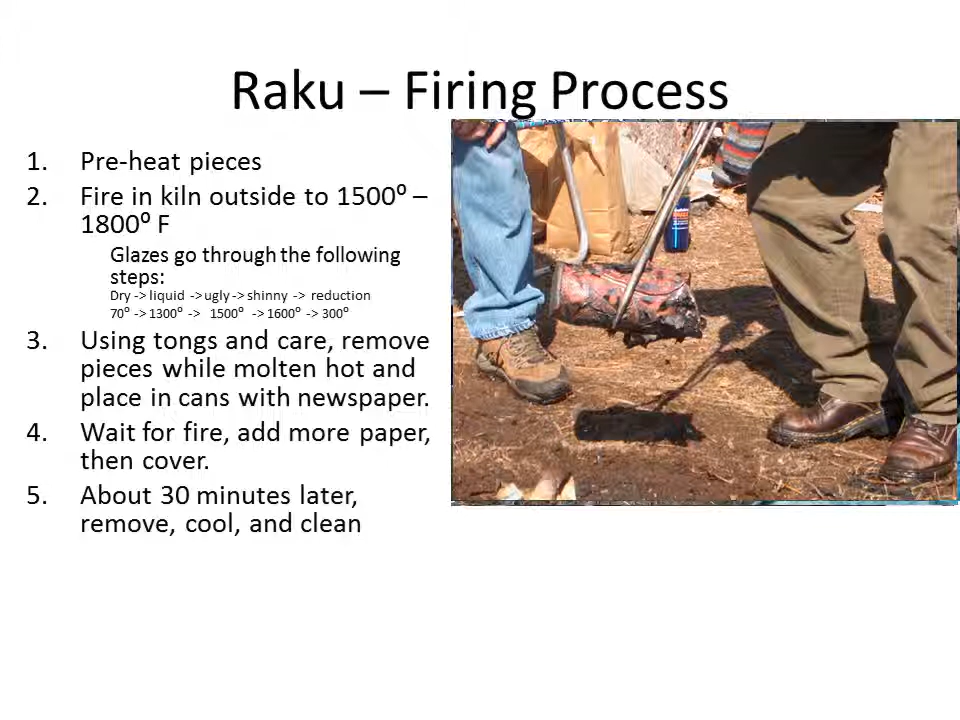 Raku – Firing Process
1. Pre-heat pieces
2. Fire in kiln outside to 1500⁰ –
1800⁰ F
Glazes go through the following
steps:
Dry -> liquid -> ugly -> shinny -> reduction
70⁰ -> 1300⁰ -> 1500⁰ -> 1600⁰ -> 300⁰
3. Using tongs and care, remove
pieces while molten hot and
place in cans with newspaper.
4. Wait for fire, add more paper,
then cover.
5. About 30 minutes later,
remove, cool, and clean